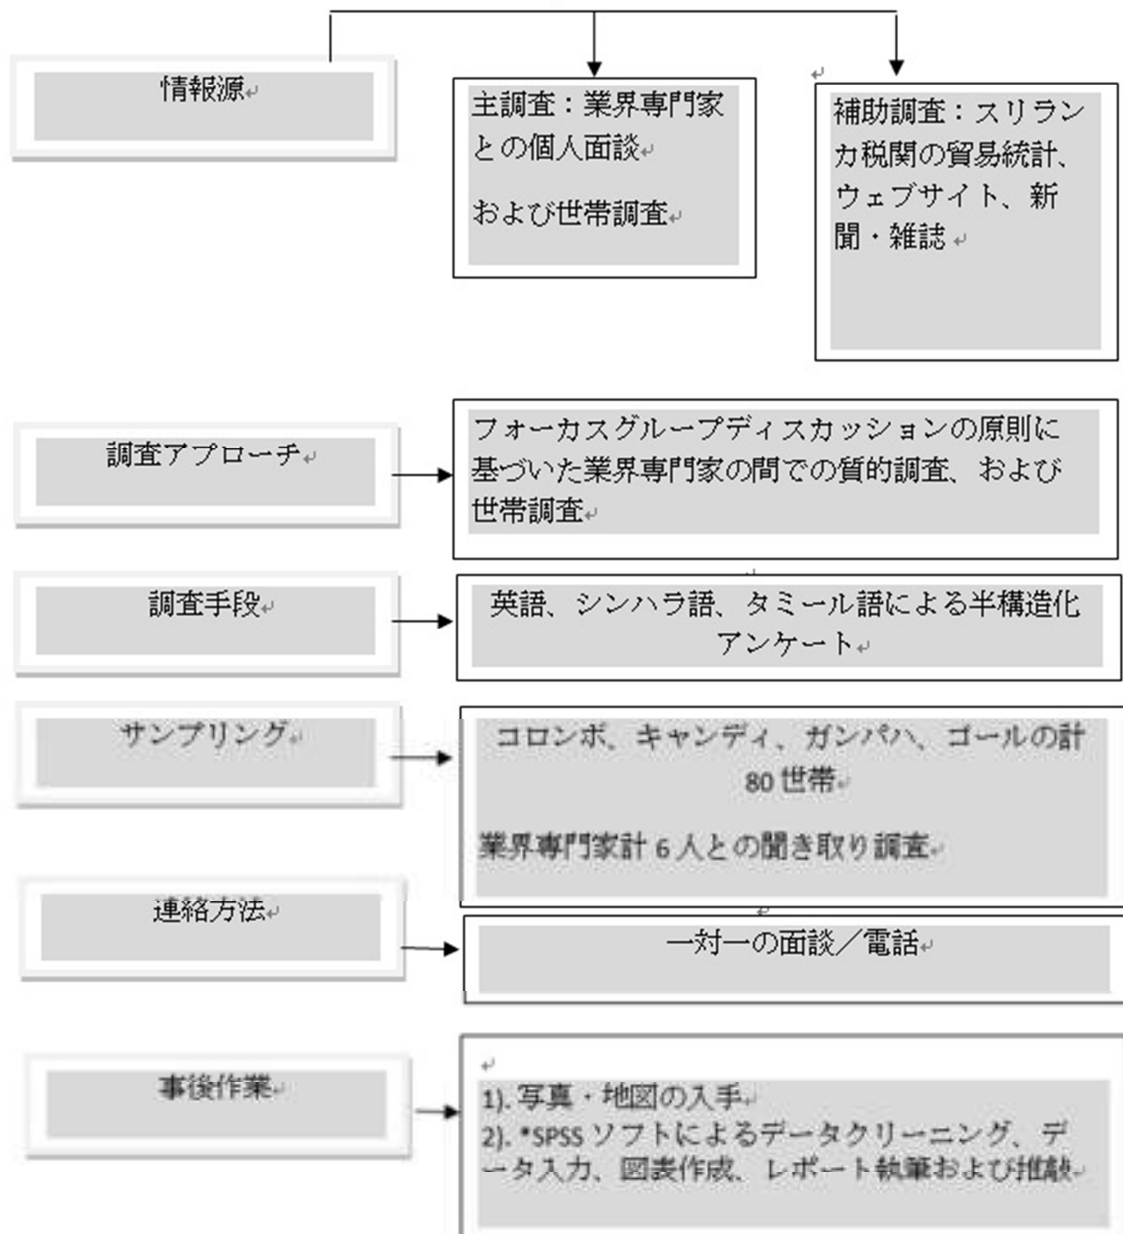 情報源
主調査：業界専門家
との個人面談
および世帯調査
補助調査：スリラン
カ税関の貿易統計、
ウェブサイト、新
聞・雑誌
調査アプローチ
フォーカスグループディスカッションの原則に
基づいた業界専門家の間での質的調査、および
世帯調査
調査手段
英語、シンハラ語、タミール語による半構造化
アンケート
サンプリング
コロンボ、キャンディ、ガンパハ、ゴールの計
80 世帯
業界専門家計 6 人との聞き取り調査
連絡方法
一対一の面談／電話
事後作業
1). 写真・地図の入手
2). *SPSS ソフトによるデータクリーニング、デ
ータ入力、図表作成、レポート執筆および推敲